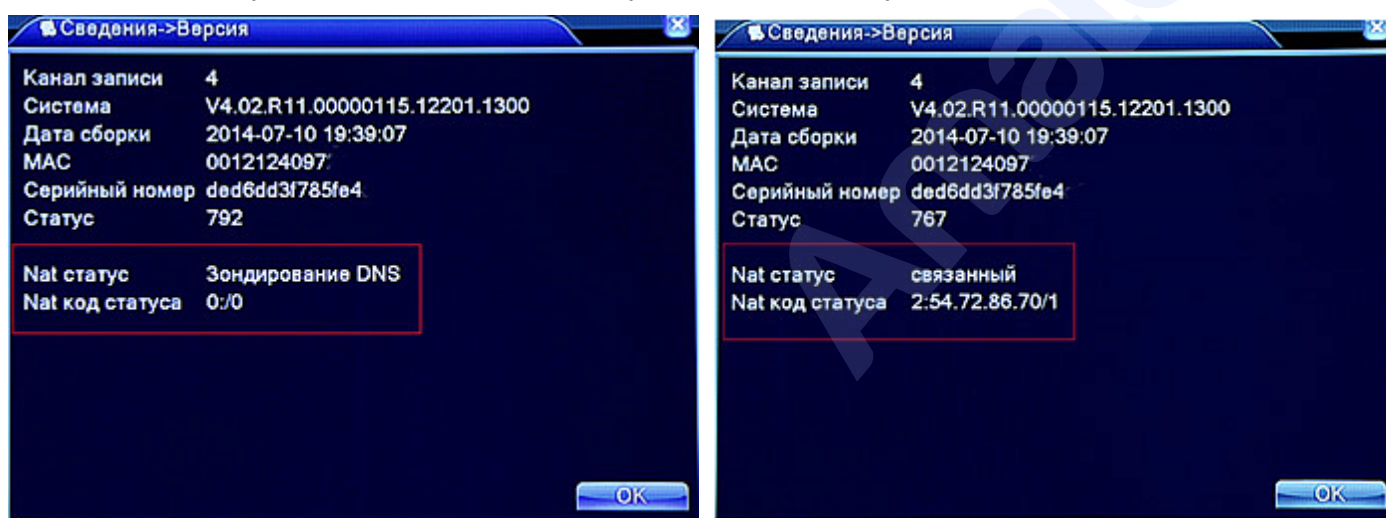 Сведения->Версия
Канал записи 4
Система V4.02.R11.00000115.12201.1300
Дата сборки 2014-07-10 19:39:07
MAC 0012124097
Серийный номер ded6dd3f785fe4
Статус 792
Nat статус Зондирование DNS
Nat код статуса 0:/0
OK
Сведения->Версия
Канал записи 4
Система V4.02.R11.00000115.12201.1300
Дата сборки 2014-07-10 19:39:07
MAC 0012124097
Серийный номер ded6dd3f785fe4
Статус 767
Nat статус связанный
Nat код статуса 2:54.72.86.70/1
OK